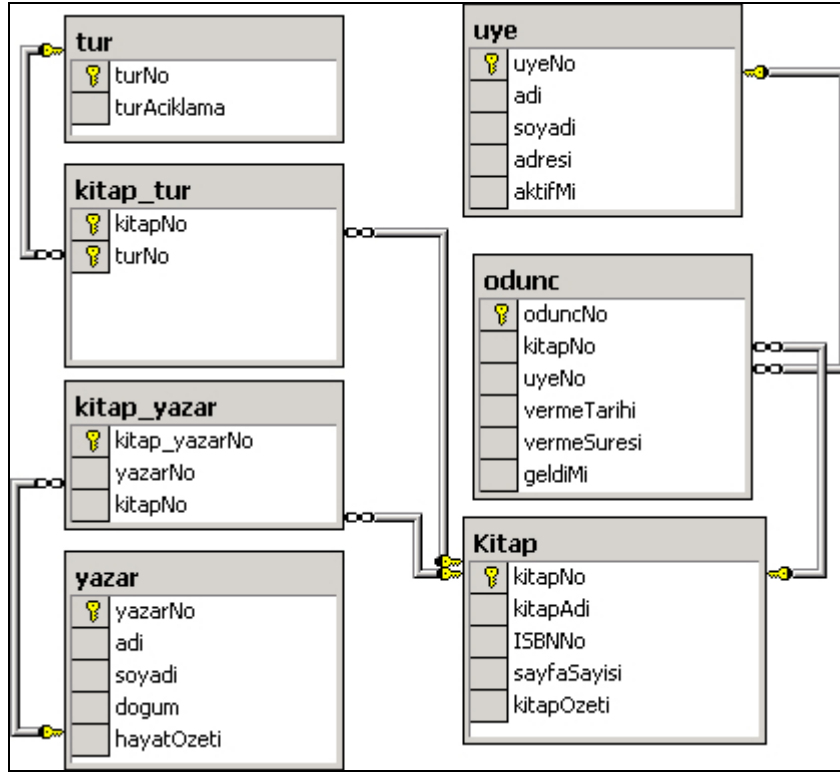 tur
turNo
turAciklama
kitap_tur
kitapNo
turNo
kitap_yazar
kitap_yazarNo
yazarNo
kitapNo
yazar
yazarNo
adi
soyadi
dogum
hayatOzeti
uye
uyeNo
adi
soyadi
adresi
aktifMi
odunc
oduncNo
kitapNo
uyeNo
vermeTarihi
vermeSuresi
geldiMi
Kitap
kitapNo
kitapAdi
ISBNNo
sayfaSayisi
kitapOzeti